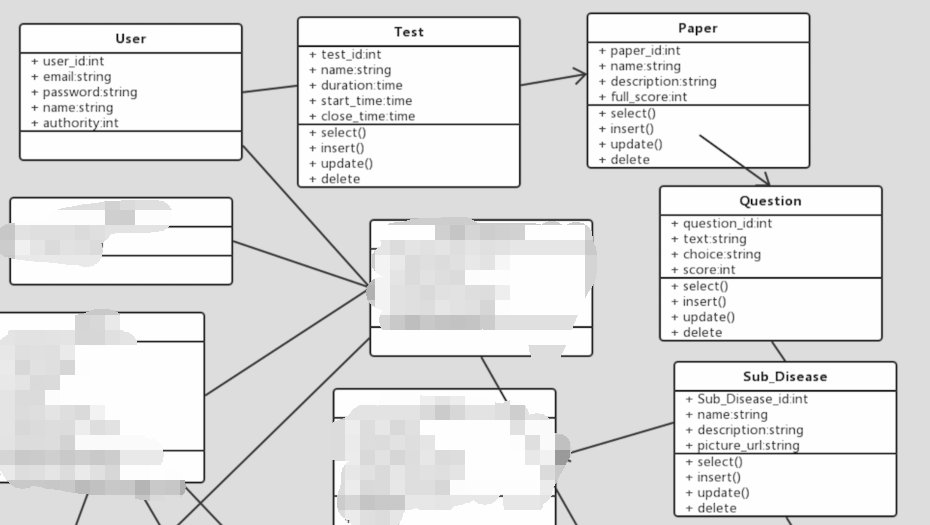 User
+ user_id:int
+ email:string
+ password:string
+ name:string
+ authority:int
Test
+ test_id:int
+ name:string
+ duration:time
+ start_time:time
+ close_time:time
+ select()
+ insert()
+ update()
+ delete
Paper
+ paper_id:int
+ name:string
+ description:string
+ full_score:int
+ select()
+ insert()
+ update()
+ delete
Question
+ question_id:int
+ text:string
+ choice:string
+ score:int
+ select()
+ insert()
+ update()
+ delete
Sub_Disease
+ Sub_Disease_id:int
+ name:string
+ description:string
+ picture_url:string
+ select()
+ insert()
+ update()
+ delete